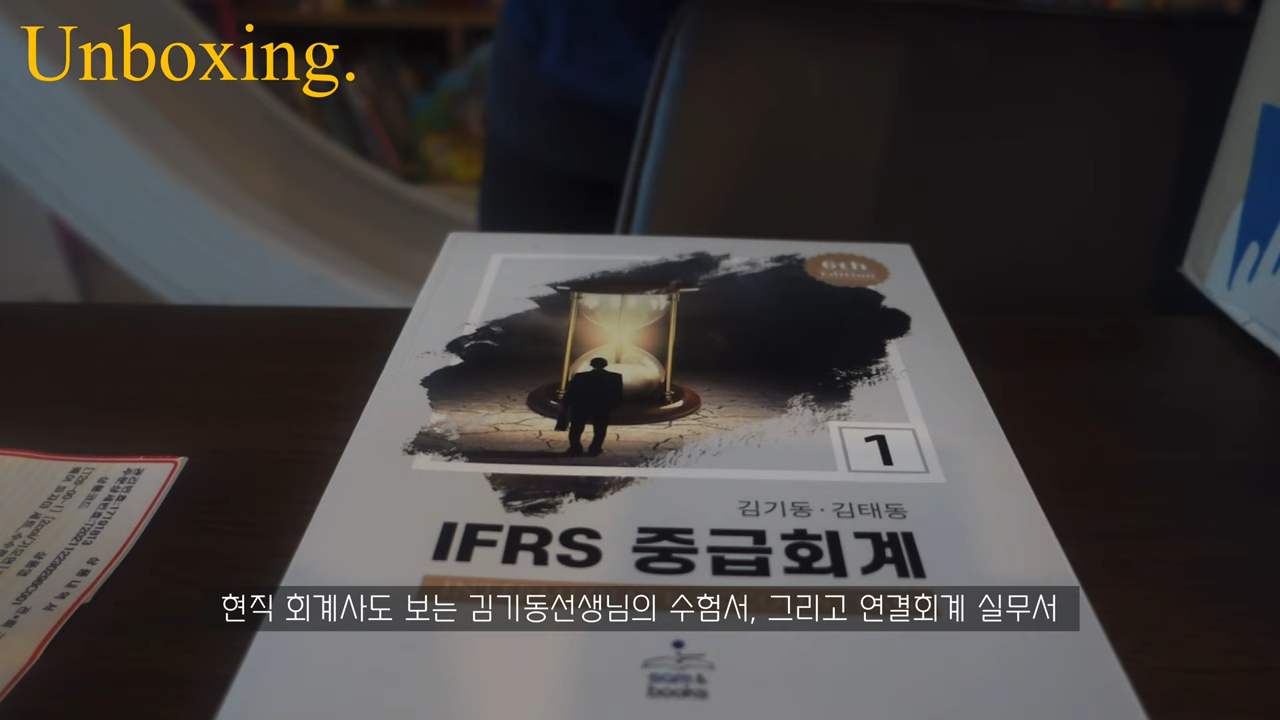 Unboxing.
6th
Edition
1
김기동·김태동
IFRS 중급회계
현직 회계사도 보는 김기동선생님의 수험서, 그리고 연결회계 실무서
books